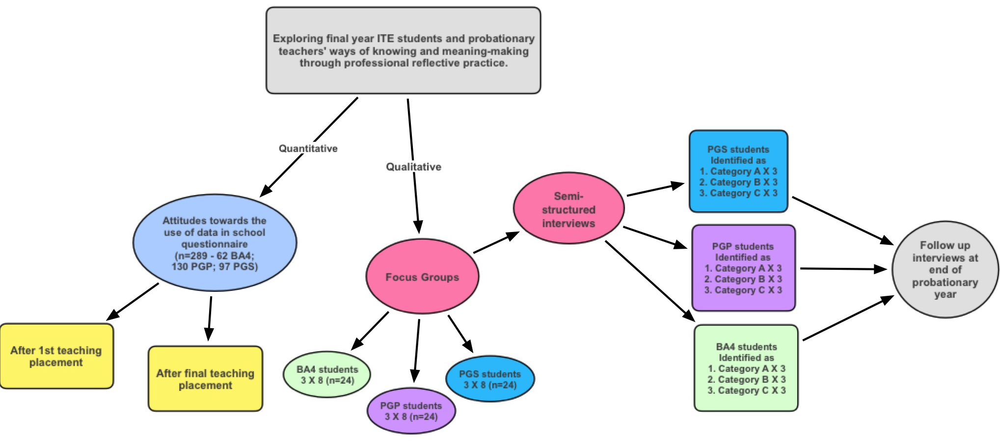 Exploring final year ITE students and probationary
teachers' ways of knowing and meaning-making
through professional reflective practice.
Quantitative
Qualitative
Attitudes towards the
use of data in school
questionnaire
(n=289 - 62 BA4;
130 PGP; 97 PGS)
After 1st teaching
placement
After final teaching
placement
Focus Groups
BA4 students
3 X 8 (n=24)
PGP students
3 X 8 (n=24)
PGS students
3 X 8 (n=24)
Semi-
structured
interviews
PGS students
Identified as
1. Category A X 3
2. Category B X 3
3. Category C X 3
PGP students
Identified as
1. Category A X 3
2. Category B X 3
3. Category C X 3
BA4 students
Identified as
1. Category A X 3
2. Category B X 3
3. Category C X 3
Follow up
interviews at
end of
probationary
year